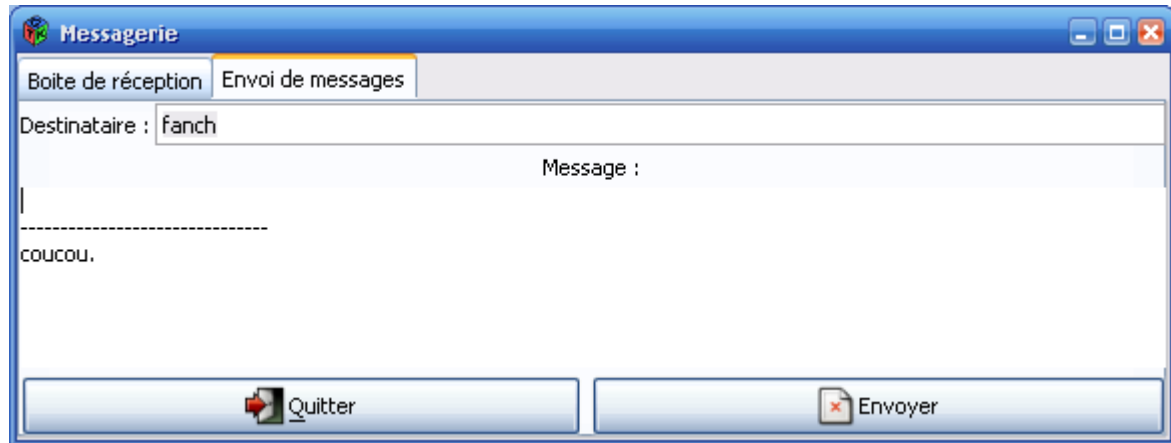 Messagerie
Boite de réception Envoi de messages
Destinataire : fanch
Message :
-------------------------------
coucou.
Quitter Envoyer